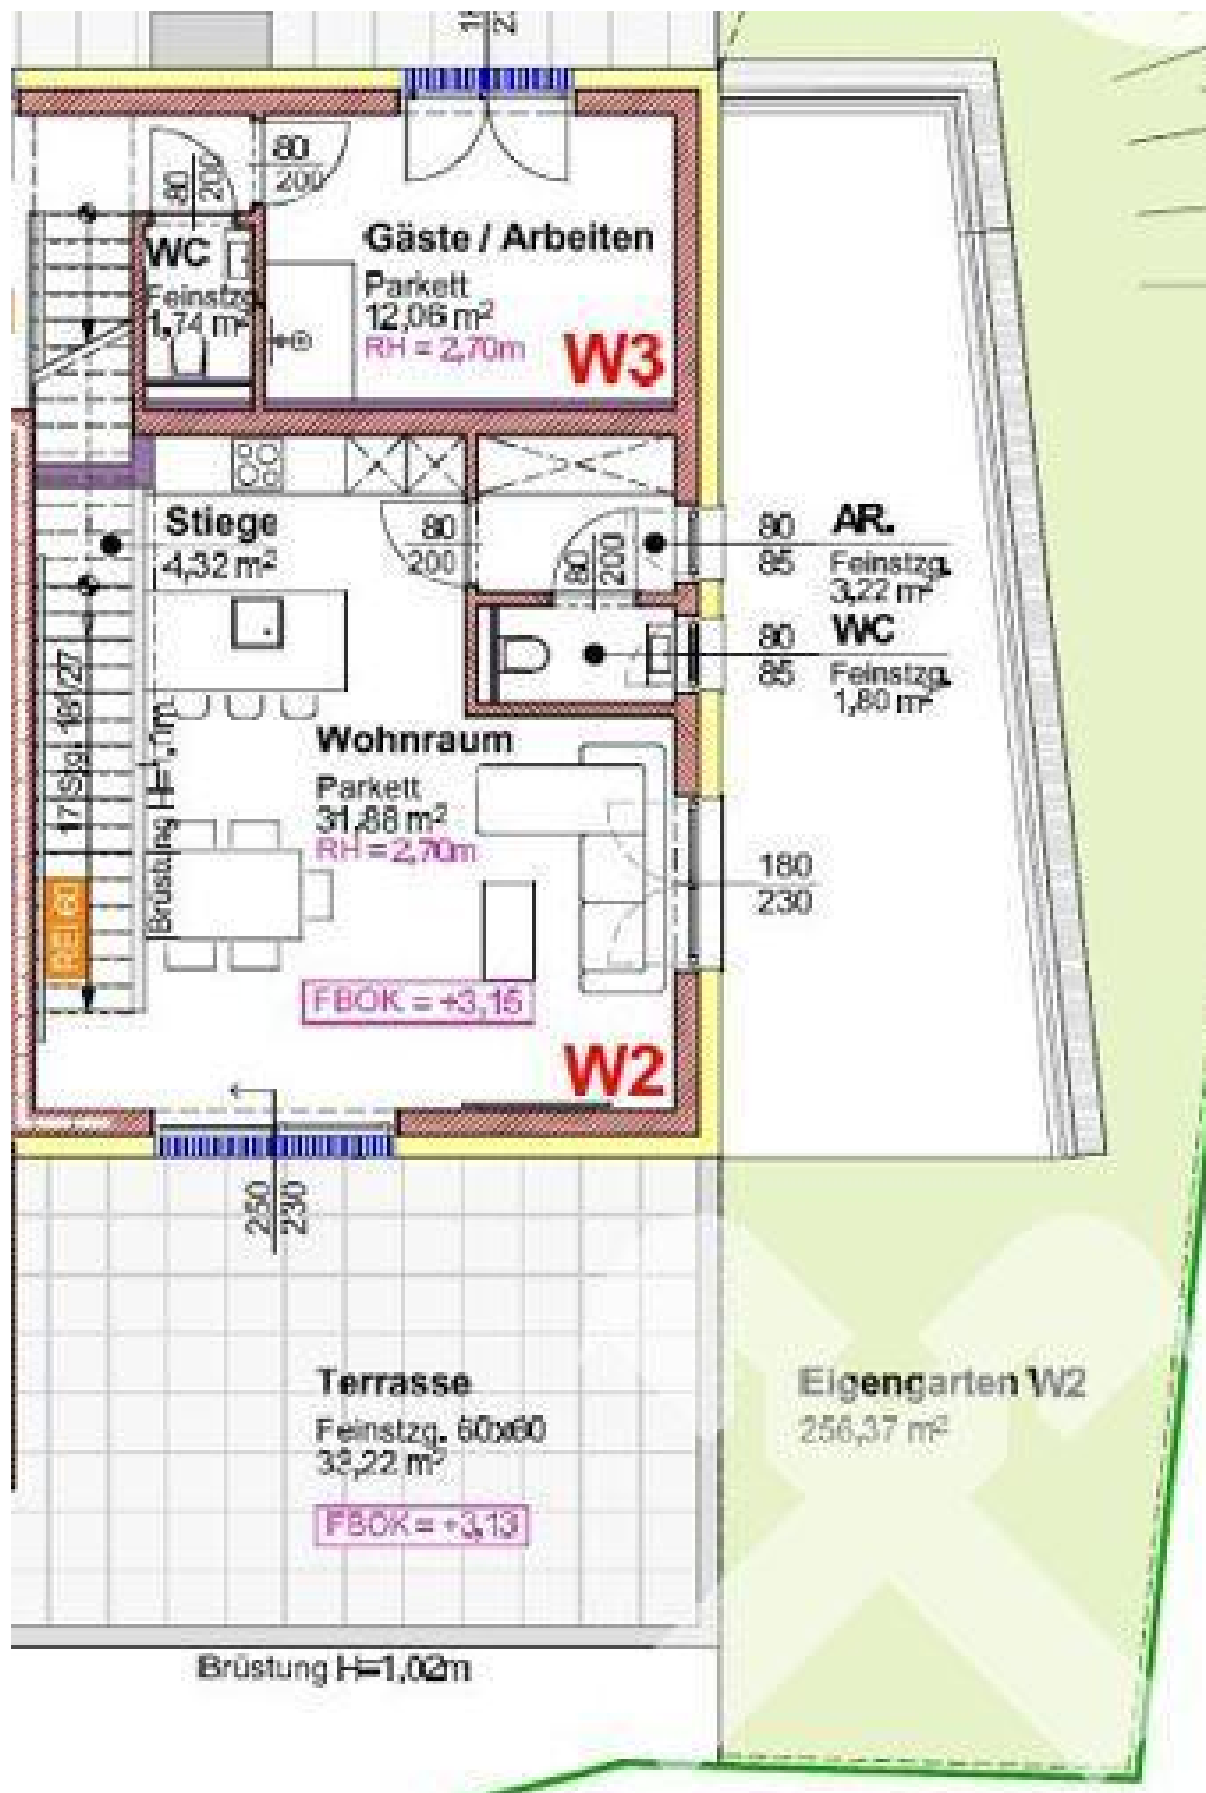 80
200
80
200
Gäste / Arbeiten
Parkett
12,06 m²
RH = 2,70m
W3
WC
Feinstzg.
1,74 m²
Stiege
4,32 m²
80
200
80
200
80
85
AR.
Feinstzg.
3,22 m²
80
85
WC
Feinstzg.
1,80 m²
17 Stg. 18/27
Brüstung H=1,1m
Wohnraum
Parkett
31,88 m²
RH = 2,70m
180
230
FBOK = +3,15
W2
250
230
Terrasse
Feinstzg. 60x60
33,22 m²
FBOK = +3,13
Eigengarten W2
256,37 m²
Brüstung H=1,02m